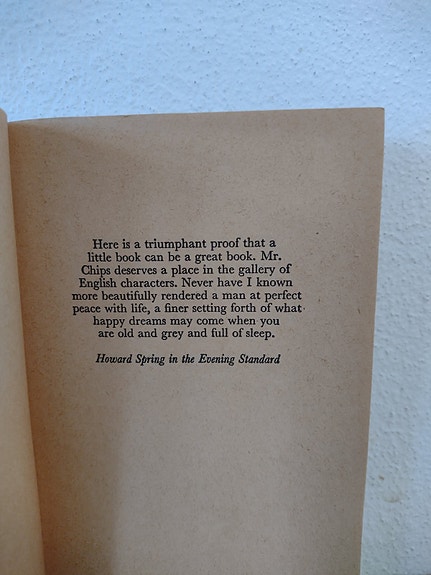 Here is a triumphant proof that a
little book can be a great book. Mr.
Chips deserves a place in the gallery of
English characters. Never have I known
more beautifully rendered a man at perfect
peace with life, a finer setting forth of what
happy dreams may come when you
are old and grey and full of sleep.
Howard Spring in the Evening Standard